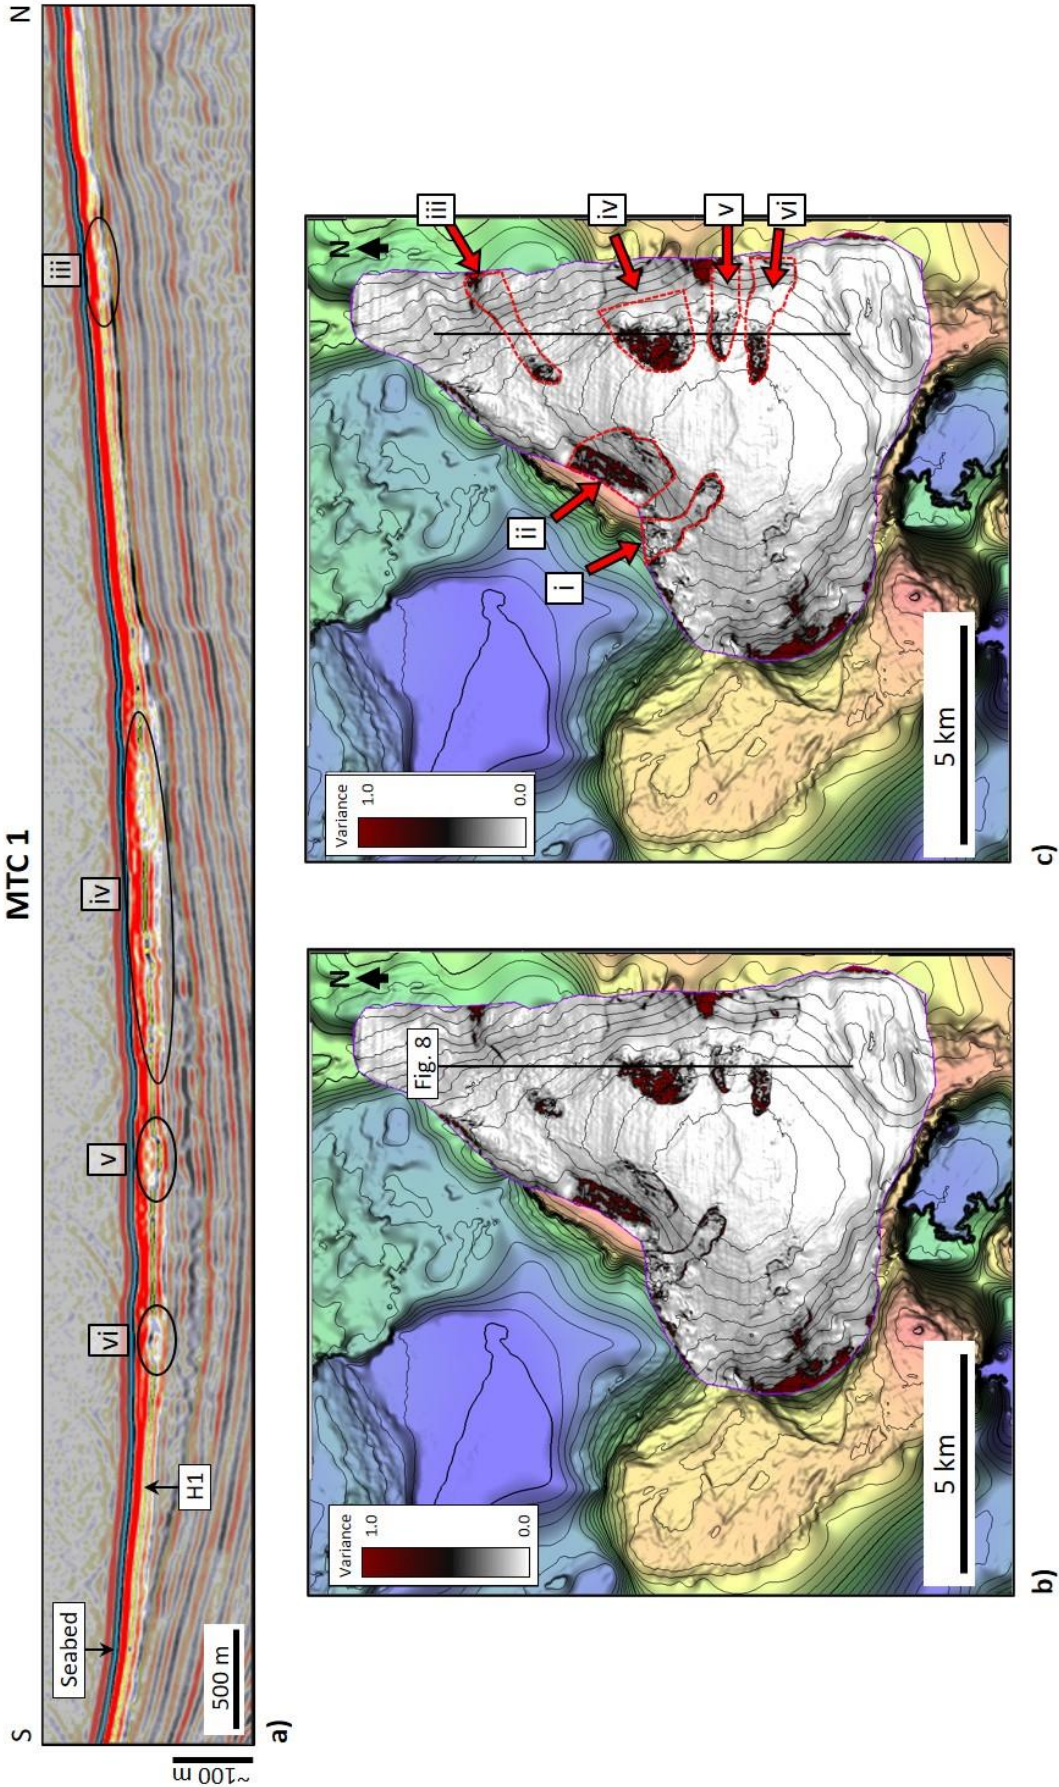 MTC 1
S
N
Seabed
H1
vi
v
iv
iii
500 m
~100 m
a)
Variance
1.0
0.0
Fig. 8
N
5 km
b)
Variance
1.0
0.0
i
ii
iii
iv
v
vi
N
5 km
c)